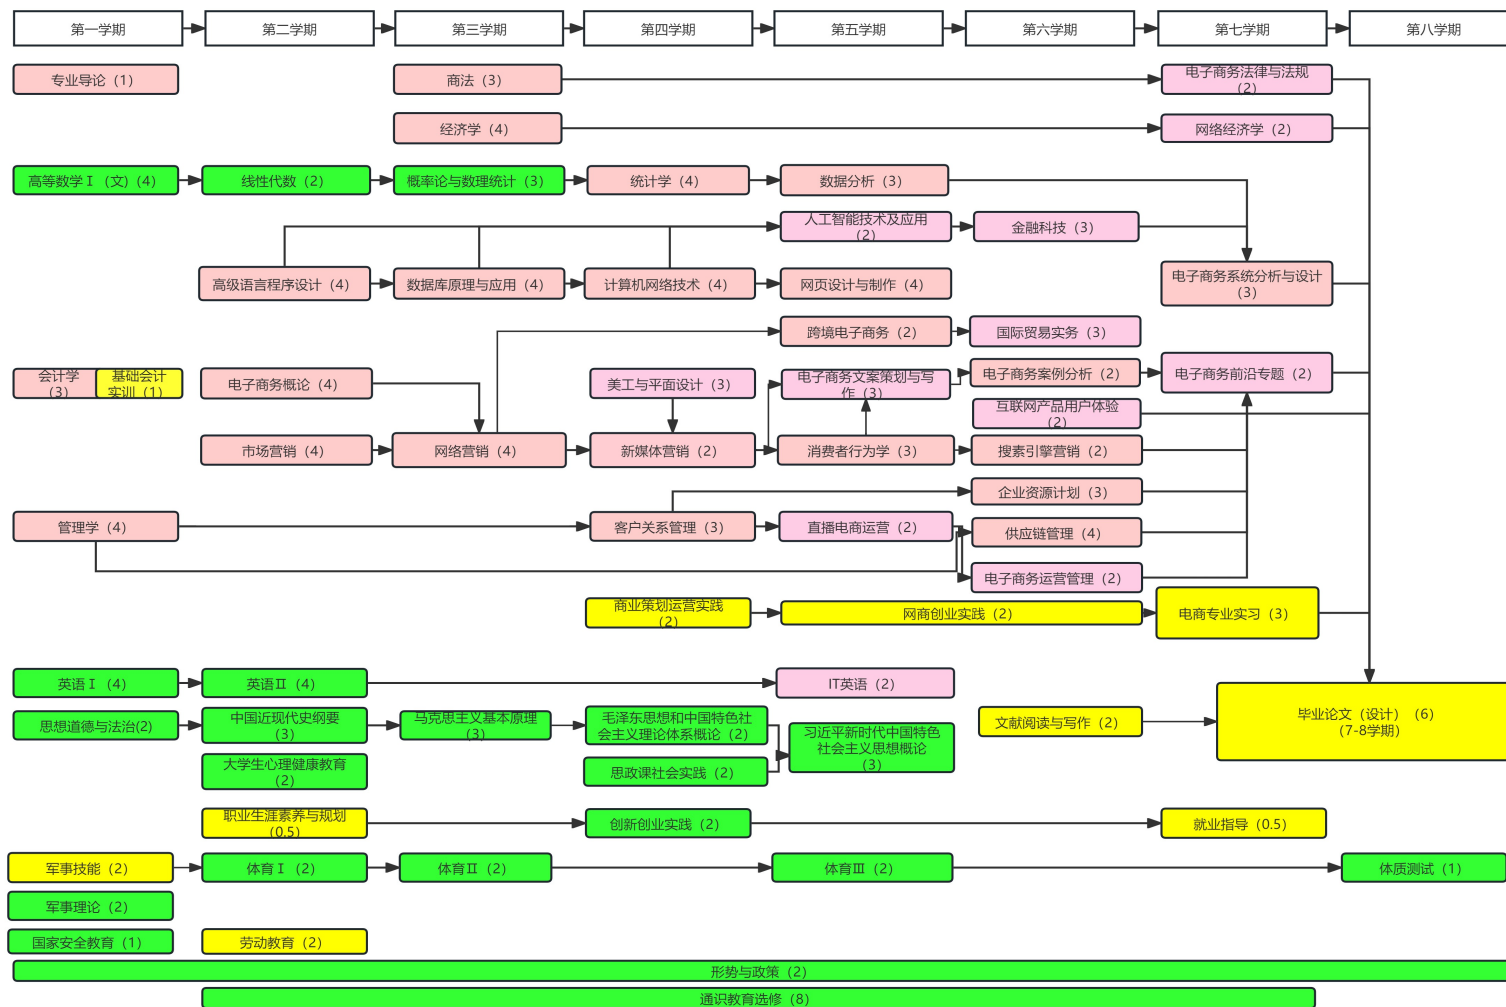 第一学期
第二学期
第三学期
第四学期
第五学期
第六学期
第七学期
第八学期
专业导论（1）
商法（3）
电子商务法律与法规
（2）
经济学（4）
网络经济学（2）
高等数学Ⅰ（文)（4）
线性代数（2）
概率论与数理统计（3）
统计学（4）
数据分析（3）
人工智能技术及应用
（2）
金融科技（3）
高级语言程序设计（4）
数据库原理与应用（4）
计算机网络技术（4）
网页设计与制作（4）
电子商务系统分析与设计
（3）
跨境电子商务（2）
国际贸易实务（3）
会计学
（3）
基础会计
实训（1）
电子商务概论（4）
美工与平面设计（3）
电子商务文案策划与写
作（3）
电子商务案例分析（2）
电子商务前沿专题（2）
互联网产品用户体验
（2）
市场营销（4）
网络营销（4）
新媒体营销（2）
消费者行为学（3）
搜素引擎营销（2）
企业资源计划（3）
管理学（4）
客户关系管理（3）
直播电商运营（2）
供应链管理（4）
电子商务运营管理（2）
商业策划运营实践
（2）
网商创业实践（2）
电商专业实习（3）
英语Ⅰ（4）
英语Ⅱ（4）
IT英语（2）
思想道德与法治(2)
中国近现代史纲要
（3）
马克思主义基本原理
（3）
毛泽东思想和中国特色社
会主义理论体系概论（2）
习近平新时代中国特色
社会主义思想概论
（3）
文献阅读与写作（2）
毕业论文（设计）（6）
（7-8学期）
大学生心理健康教育
（2）
思政课社会实践（2）
职业生涯素养与规划
（0.5）
创新创业实践（2）
就业指导（0.5）
军事技能（2）
体育Ⅰ（2）
体育Ⅱ（2）
体育Ⅲ（2）
体质测试（1）
军事理论（2）
国家安全教育（1）
劳动教育（2）
形势与政策（2）
通识教育选修（8）